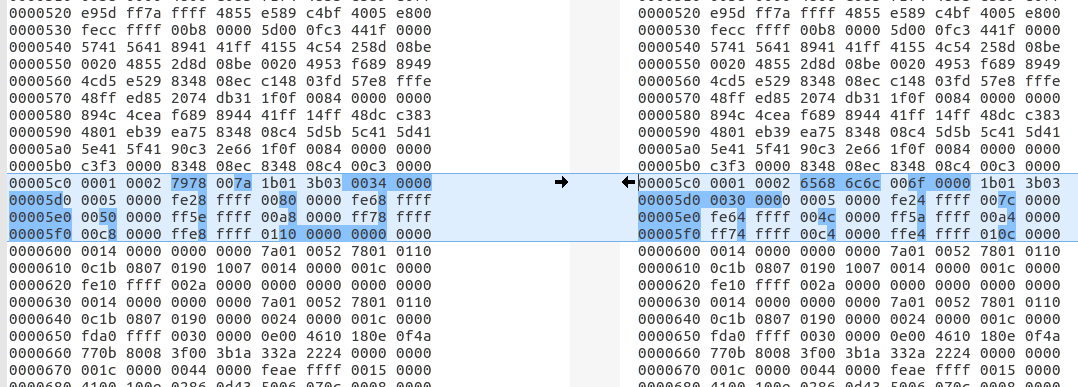 0000520 e95d ff7a ffff 4855 e589 c4bf 4005 e800
0000530 fecc ffff 00b8 0000 5d00 0fc3 441f 0000
0000540 5741 5641 8941 41ff 4155 4c54 258d 08be
0000550 0020 4855 2d8d 08be 0020 4953 f689 8949
0000560 4cd5 e529 8348 08ec c148 03fd 57e8 fffe
0000570 48ff ed85 2074 db31 1f0f 0084 0000 0000
0000580 894c 4cea f689 8944 41ff 14ff 48dc c383
0000590 4801 eb39 ea75 8348 08c4 5d5b 5c41 5d41
00005a0 5e41 5f41 90c3 2e66 1f0f 0084 0000 0000
00005b0 c3f3 0000 8348 08ec 8348 08c4 00c3 0000
00005c0 0001 0002 7978 007a 1b01 3b03 0034 0000
00005d0 0005 0000 fe28 ffff 0080 0000 fe68 ffff
00005e0 0050 0000 ff5e ffff 00a8 0000 ff78 ffff
00005f0 00c8 0000 ffe8 ffff 0110 0000 0000 0000
0000600 0014 0000 0000 0000 7a01 0052 7801 0110
0000610 0c1b 0807 0190 1007 0014 0000 001c 0000
0000620 fe10 ffff 002a 0000 0000 0000 0000 0000
0000630 0014 0000 0000 0000 7a01 0052 7801 0110
0000640 0c1b 0807 0190 0000 0024 0000 001c 0000
0000650 fda0 ffff 0030 0000 0e00 4610 180e 0f4a
0000660 770b 8008 3f00 3b1a 332a 2224 0000 0000
0000670 001c 0000 0044 0000 feae ffff 0015 0000
0000520 e95d ff7a ffff 4855 e589 c4bf 4005 e800
0000530 fecc ffff 00b8 0000 5d00 0fc3 441f 0000
0000540 5741 5641 8941 41ff 4155 4c54 258d 08be
0000550 0020 4855 2d8d 08be 0020 4953 f689 8949
0000560 4cd5 e529 8348 08ec c148 03fd 57e8 fffe
0000570 48ff ed85 2074 db31 1f0f 0084 0000 0000
0000580 894c 4cea f689 8944 41ff 14ff 48dc c383
0000590 4801 eb39 ea75 8348 08c4 5d5b 5c41 5d41
00005a0 5e41 5f41 90c3 2e66 1f0f 0084 0000 0000
00005b0 c3f3 0000 8348 08ec 8348 08c4 00c3 0000
00005c0 0001 0002 6568 6c6c 006f 0000 1b01 3b03
00005d0 0030 0000 0005 0000 fe24 ffff 007c 0000
00005e0 fe64 ffff 004c 0000 ff5a ffff 00a4 0000
00005f0 ff74 ffff 00c4 0000 ffe4 ffff 010c 0000
0000600 0014 0000 0000 0000 7a01 0052 7801 0110
0000610 0c1b 0807 0190 1007 0014 0000 001c 0000
0000620 fe10 ffff 002a 0000 0000 0000 0000 0000
0000630 0014 0000 0000 0000 7a01 0052 7801 0110
0000640 0c1b 0807 0190 0000 0024 0000 001c 0000
0000650 fda0 ffff 0030 0000 0e00 4610 180e 0f4a
0000660 770b 8008 3f00 3b1a 332a 2224 0000 0000
0000670 001c 0000 0044 0000 feae ffff 0015 0000